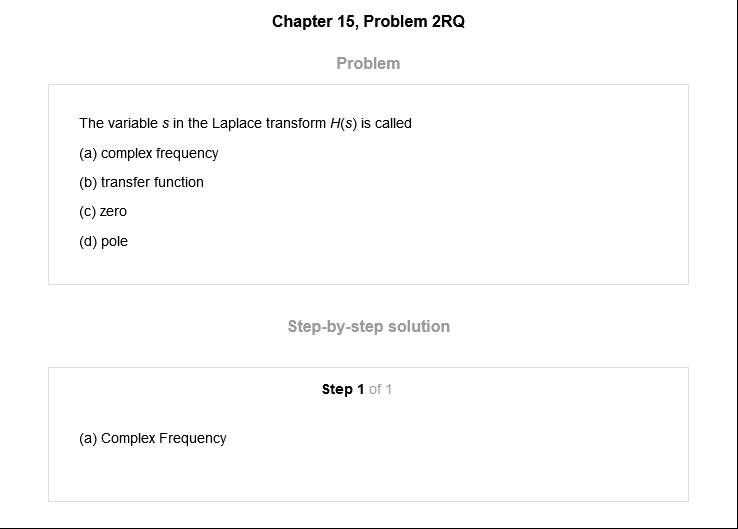 Chapter 15, Problem 2RQ
Problem
The variable s in the Laplace transform H(s) is called
(a) complex frequency
(b) transfer function
(c) zero
(d) pole
Step-by-step solution
Step 1 of 1
(a) Complex Frequency